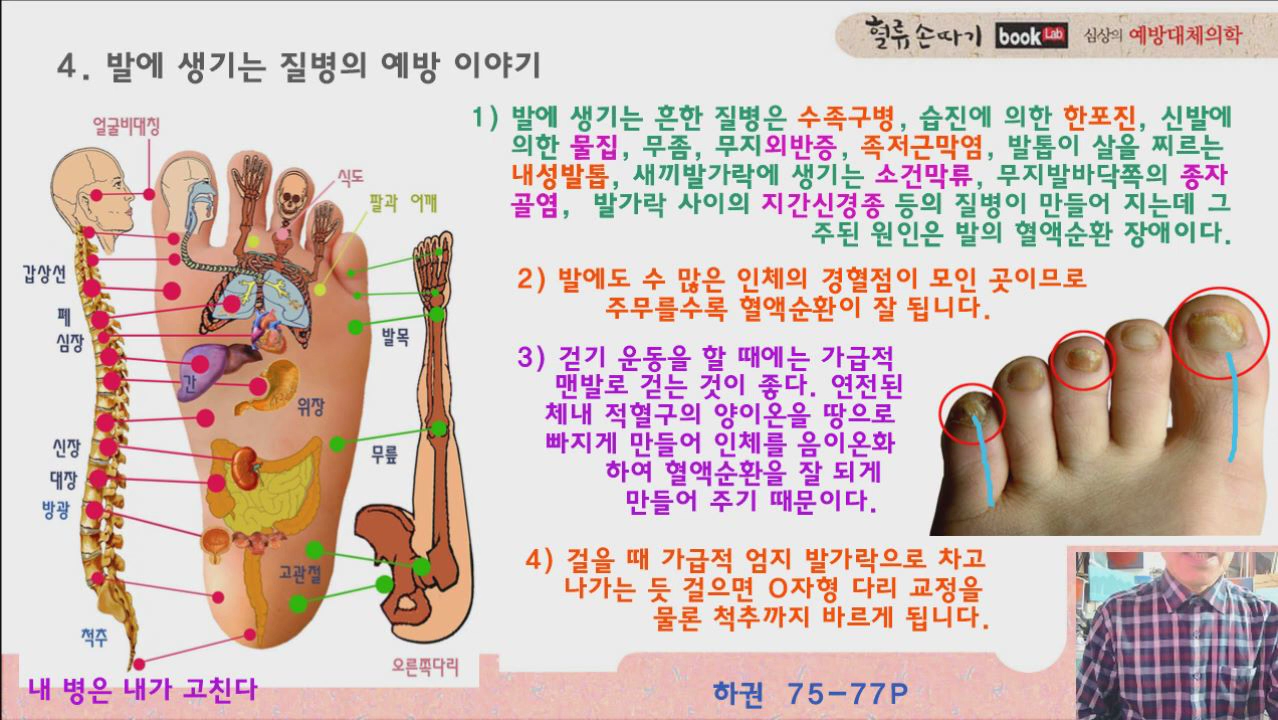 혈류 손따기 book Lab 심상의 예방대체의학
4. 발에 생기는 질병의 예방 이야기
1) 발에 생기는 흔한 질병은 수족구병, 습진에 의한 한포진, 신발에
의한 물집, 무좀, 무지외반증, 족저근막염, 발톱이 살을 찌르는
내성발톱, 새끼발가락에 생기는 소건막류, 무지발바닥쪽의 종자
골염, 발가락 사이의 지간신경종 등의 질병이 만들어 지는데 그
주된 원인은 발의 혈액순환 장애이다.
2) 발에도 수 많은 인체의 경혈점이 모인 곳이므로
주무를수록 혈액순환이 잘 됩니다.
3) 걷기 운동을 할 때에는 가급적
맨발로 걷는 것이 좋다. 연전된
체내 적혈구의 양이온을 땅으로
빠지게 만들어 인체를 음이온화
하여 혈액순환을 잘 되게
만들어 주기 때문이다.
4) 걸을 때 가급적 엄지 발가락으로 차고
나가는 듯 걸으면 O자형 다리 교정을
물론 척추까지 바르게 됩니다.
얼굴비대칭
식도
팔과 어깨
갑상선
폐
심장
발목
간
위장
신장
무릎
대장
방광
고관절
척추
오른쪽다리
내 병은 내가 고친다
하권 75-77P